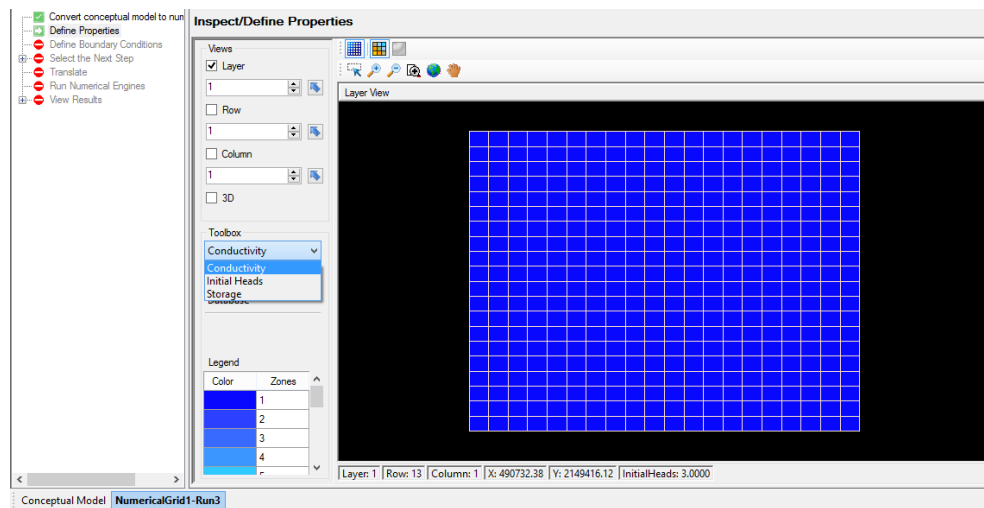 Convert conceptual model to num
Define Properties
Define Boundary Conditions
Select the Next Step
Translate
Run Numerical Engines
View Results
Inspect/Define Properties
Views
Layer
1
Row
1
Column
1
3D
Toolbox
Conductivity
Conductivity
Initial Heads
Storage
Database
Legend
Color Zones
1
2
3
4
Layer View
Layer: 1 Row: 13 Column: 1 X: 490732.38 Y: 2149416.12 InitialHeads: 3.0000
Conceptual Model NumericalGrid1-Run3